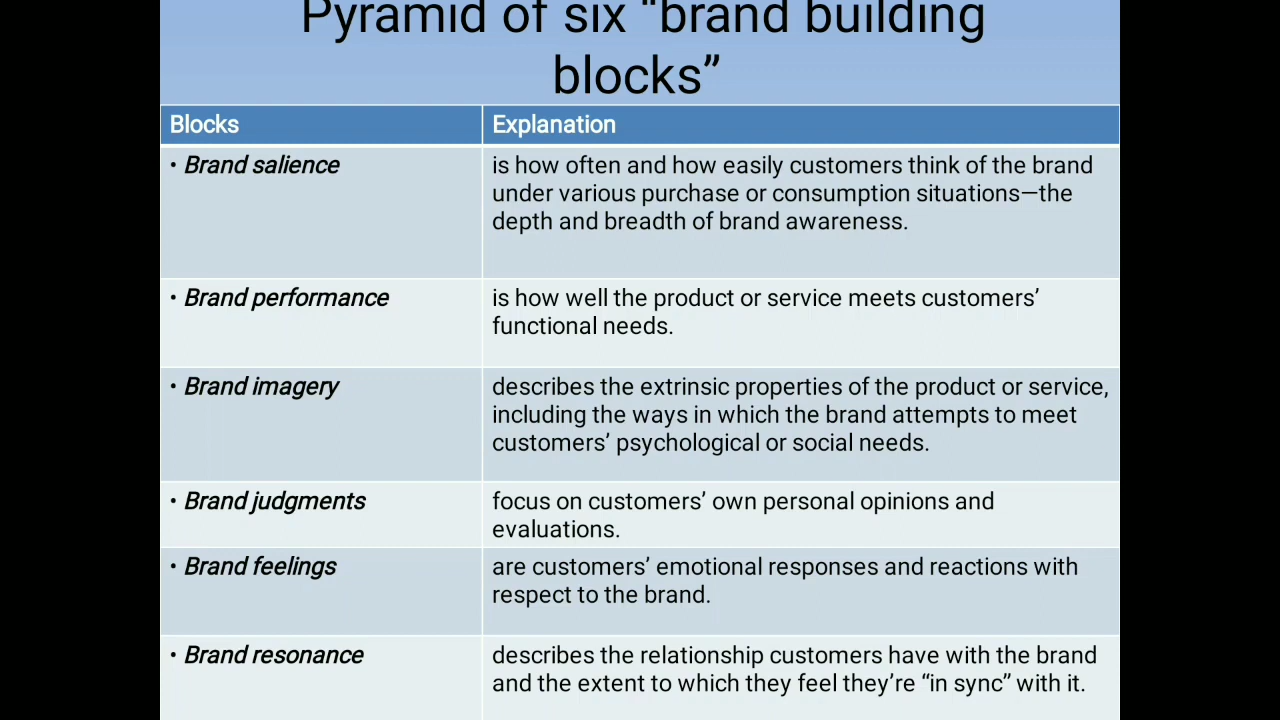 Pyramid of six “brand building
blocks”
Blocks
Explanation
• Brand salience
is how often and how easily customers think of the brand
under various purchase or consumption situations—the
depth and breadth of brand awareness.
• Brand performance
is how well the product or service meets customers’
functional needs.
• Brand imagery
describes the extrinsic properties of the product or service,
including the ways in which the brand attempts to meet
customers’ psychological or social needs.
• Brand judgments
focus on customers’ own personal opinions and
evaluations.
• Brand feelings
are customers’ emotional responses and reactions with
respect to the brand.
• Brand resonance
describes the relationship customers have with the brand
and the extent to which they feel they’re “in sync” with it.